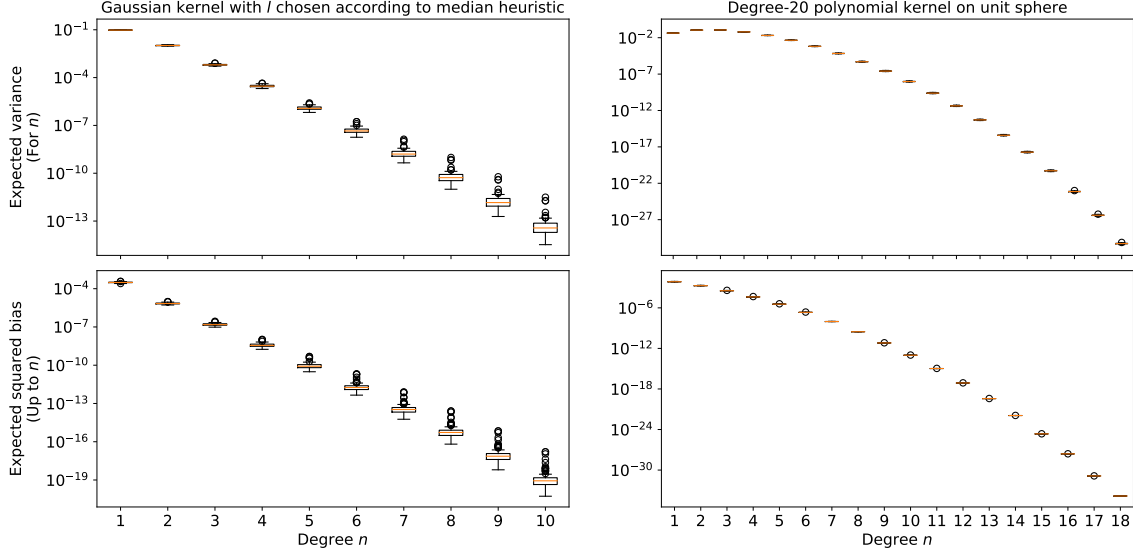 Gaussian kernel with l chosen according to median heuristic
Degree-20 polynomial kernel on unit sphere
Expected variance
(For n)
10⁻¹
10⁻⁴
10⁻⁷
10⁻¹⁰
10⁻¹³
10⁻²
10⁻⁷
10⁻¹²
10⁻¹⁷
10⁻²²
10⁻²⁷
Expected squared bias
(Up to n)
10⁻⁴
10⁻⁷
10⁻¹⁰
10⁻¹³
10⁻¹⁶
10⁻¹⁹
10⁻⁶
10⁻¹²
10⁻¹⁸
10⁻²⁴
10⁻³⁰
1 2 3 4 5 6 7 8 9 10
1 2 3 4 5 6 7 8 9 10 11 12 13 14 15 16 17 18
Degree n
Degree n